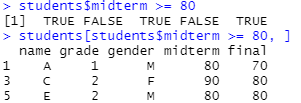 > students$midterm >= 80
[1] TRUE FALSE TRUE FALSE TRUE
> students[students$midterm >= 80, ]
name grade gender midterm final
1 A 1 M 80 70
3 C 2 F 90 80
5 E 2 M 80 80